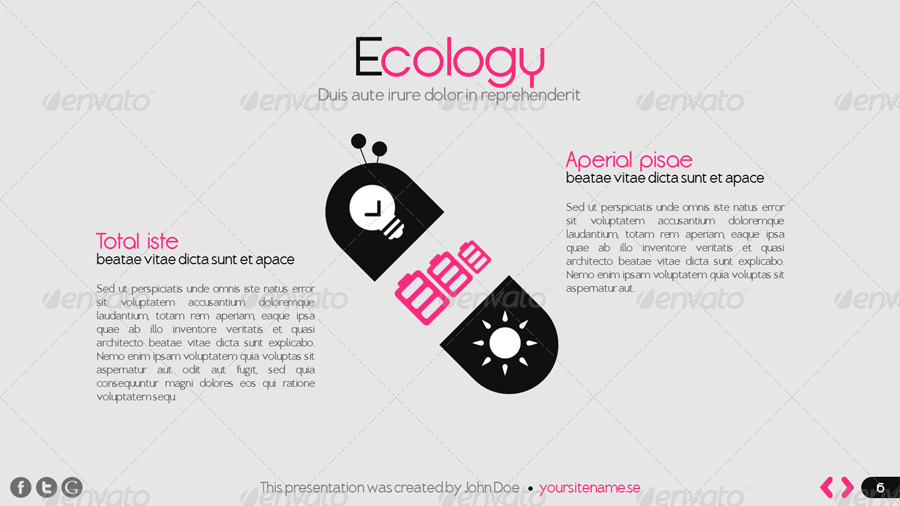 Ecology
Duis aute irure dolor in reprehenderit
Total iste
beatae vitae dicta sunt et apace
Sed ut perspiciatis unde omnis iste natus error
sit voluptatem accusantium doloremque
laudantium, totam rem aperiam, eaque ipsa
quae ab illo inventore veritatis et quasi
architecto beatae vitae dicta sunt explicabo.
Nemo enim ipsam voluptatem quia voluptas sit
aspernatur aut odit aut fugit, sed quia
consequuntur magni dolores eos qui ratione
voluptatem sequ.
Aperial pisae
beatae vitae dicta sunt et apace
Sed ut perspiciatis unde omnis iste natus error
sit voluptatem accusantium doloremque
laudantium, totam rem aperiam, eaque ipsa
quae ab illo inventore veritatis et quasi
architecto beatae vitae dicta sunt explicabo.
Nemo enim ipsam voluptatem quia voluptas sit
aspernatur aut.
f t G
This presentation was created by John Doe • yoursitename.se
6
envato